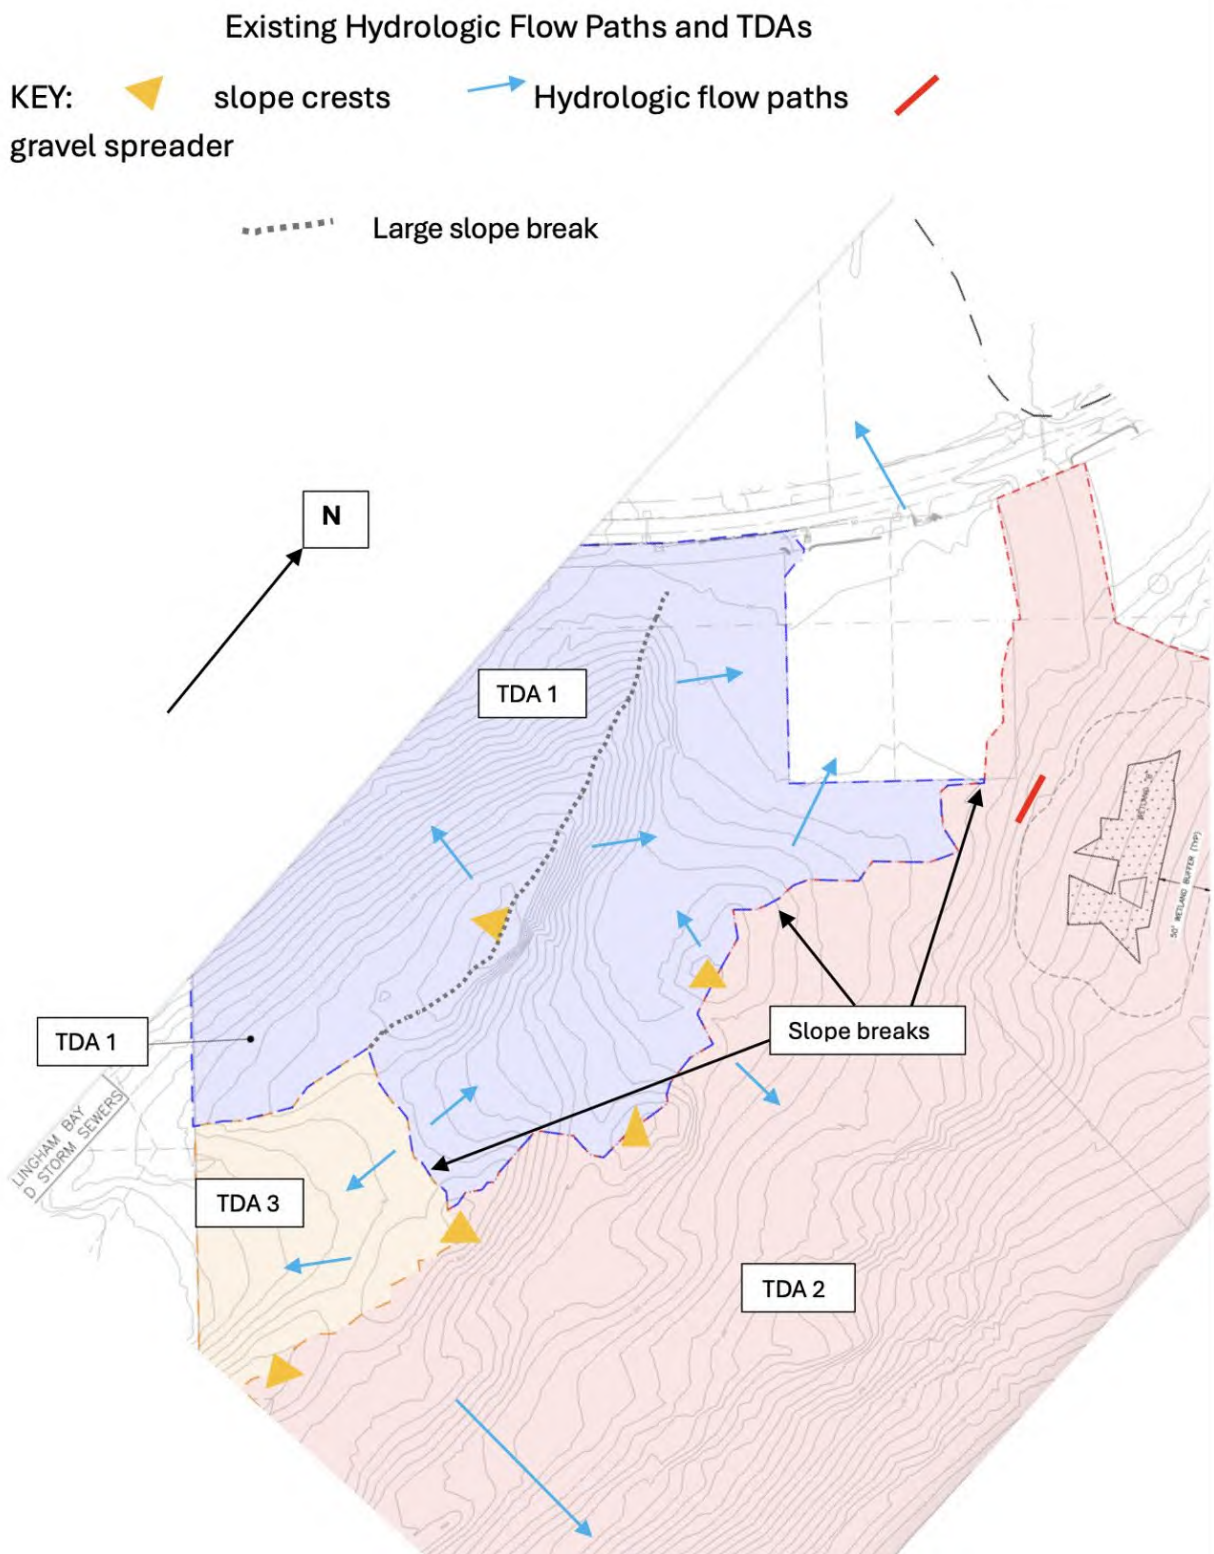 Existing Hydrologic Flow Paths and TDAs
KEY: slope crests Hydrologic flow paths
gravel spreader
Large slope break
N
TDA 1
WETLAND
50' WETLAND BUFFER (TYP)
TDA 1
Slope breaks
LINGHAM BAY
D STORM SEWERS
TDA 3
TDA 2